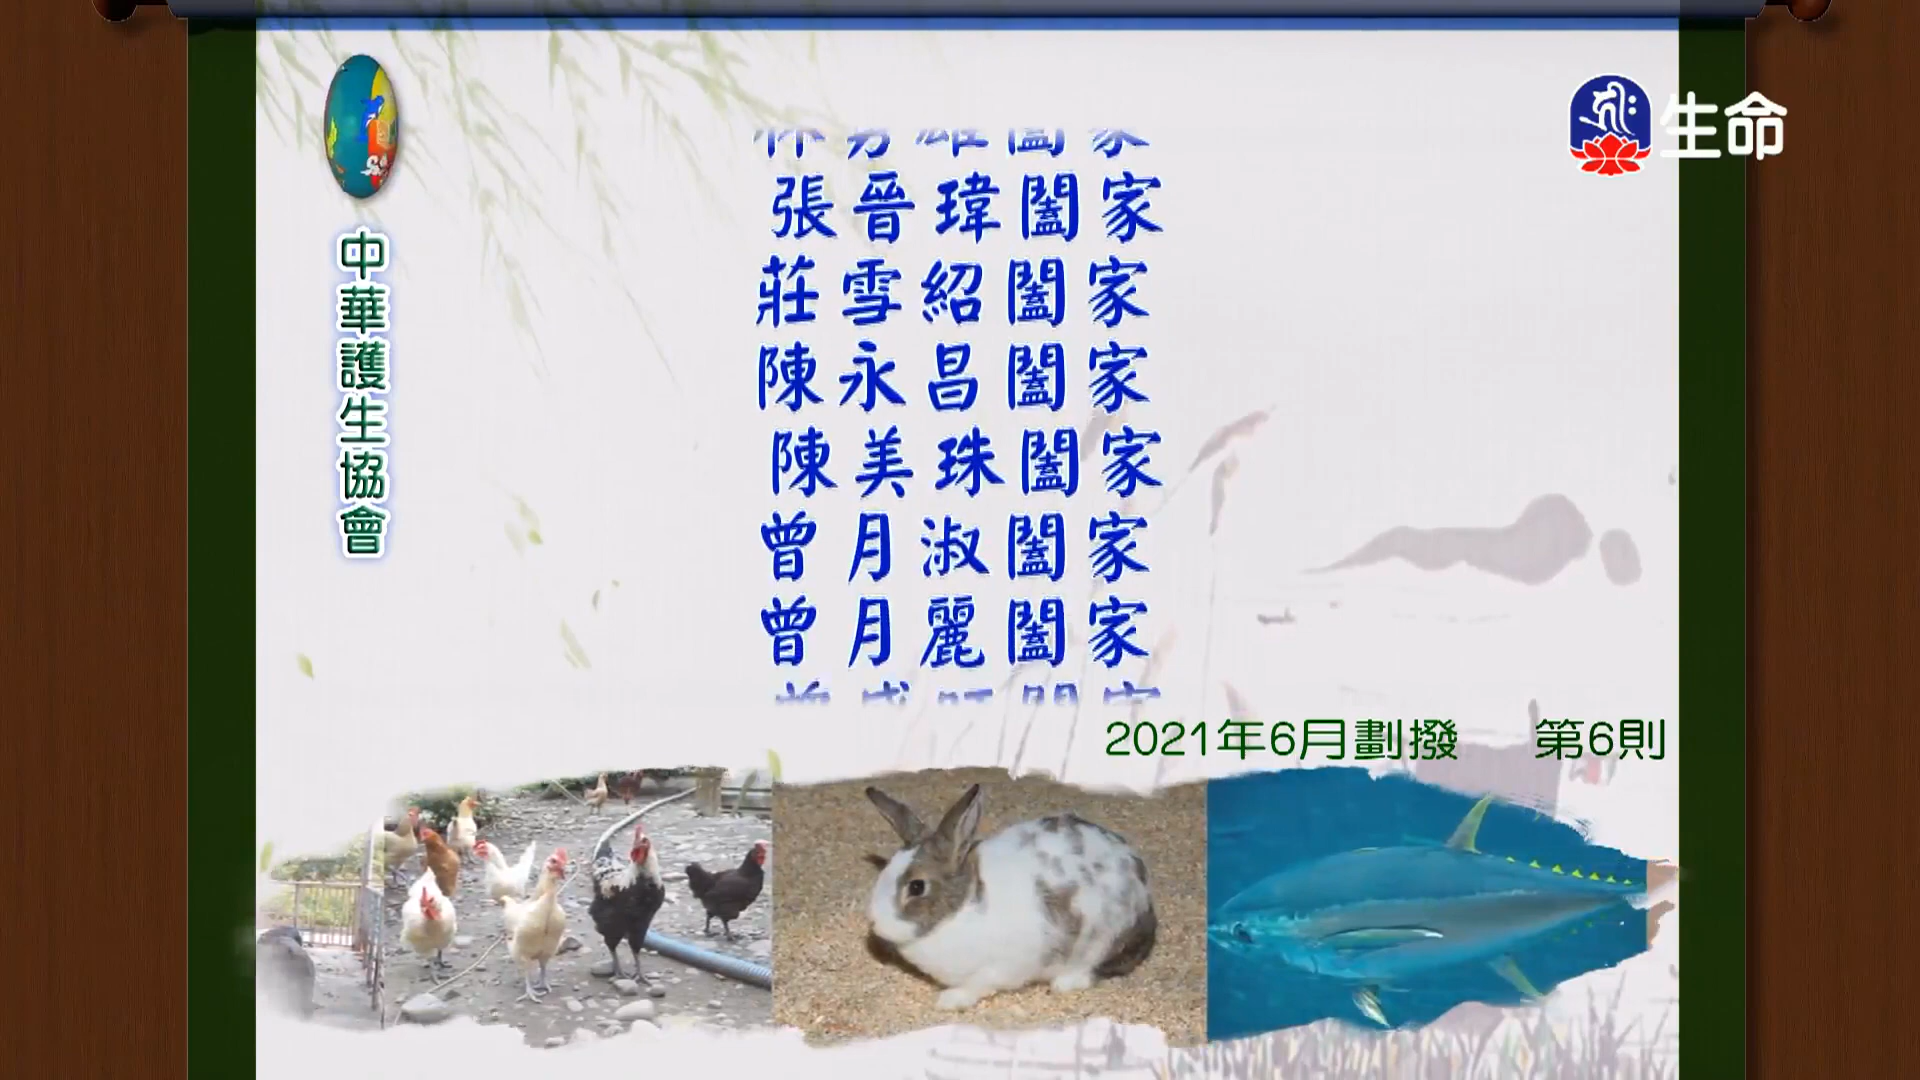 生命
中華護生協會
張晉瑋闔家
莊雪紹闔家
陳永昌闔家
陳美珠闔家
曾月淑闔家
曾月麗闔家
2021年6月劃撥 第6則